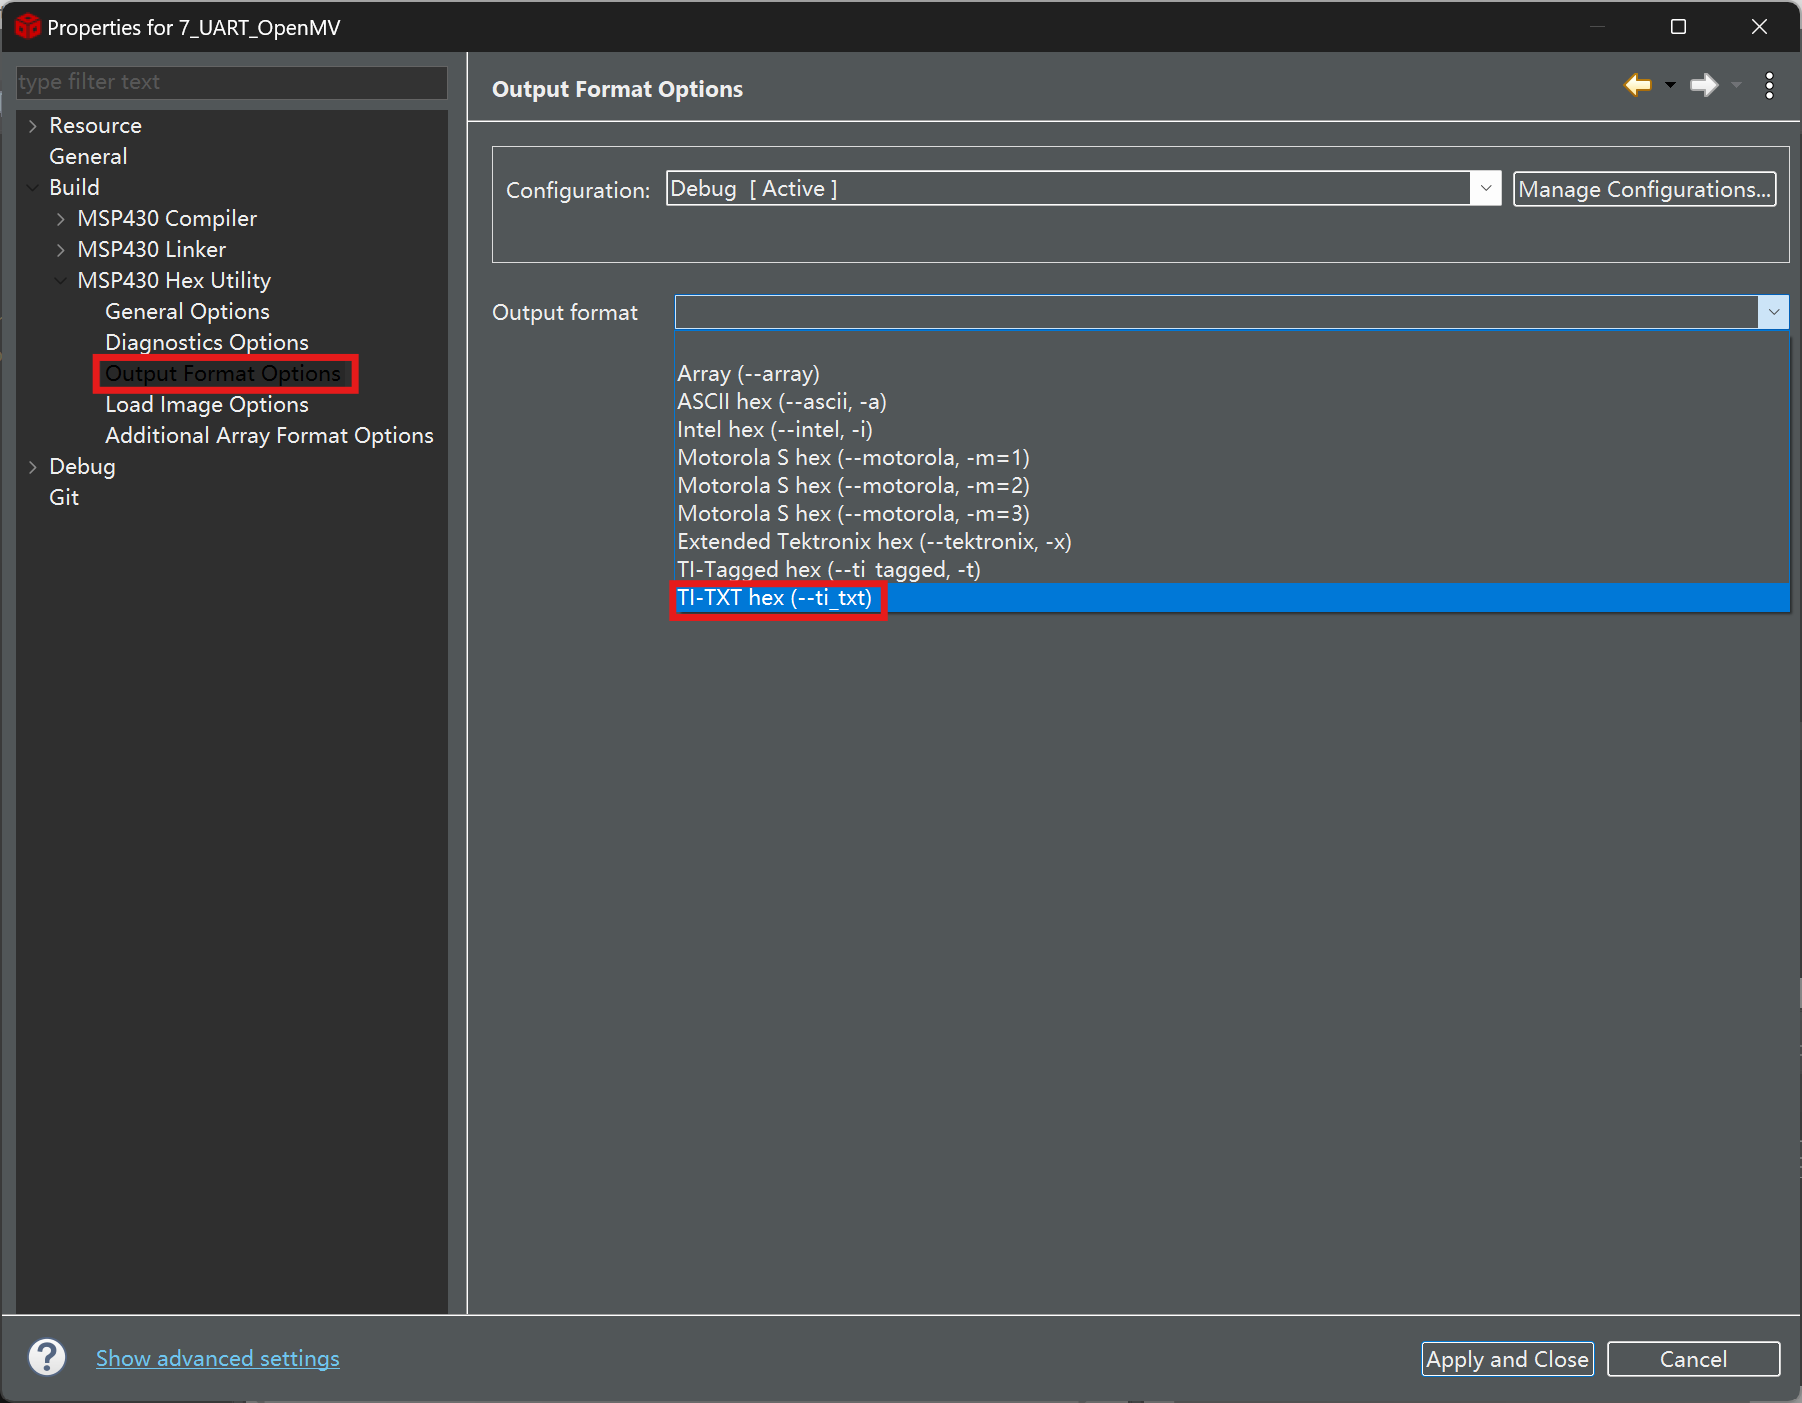 Properties for 7_UART_OpenMV
type filter text
Resource
General
Build
MSP430 Compiler
MSP430 Linker
MSP430 Hex Utility
General Options
Diagnostics Options
Output Format Options
Load Image Options
Additional Array Format Options
Debug
Git
Output Format Options
Configuration: Debug [ Active ] Manage Configurations...
Output format
Array (--array)
ASCII hex (--ascii, -a)
Intel hex (--intel, -i)
Motorola S hex (--motorola, -m=1)
Motorola S hex (--motorola, -m=2)
Motorola S hex (--motorola, -m=3)
Extended Tektronix hex (--tektronix, -x)
TI-Tagged hex (--ti_tagged, -t)
TI-TXT hex (--ti_txt)
? Show advanced settings
Apply and Close Cancel